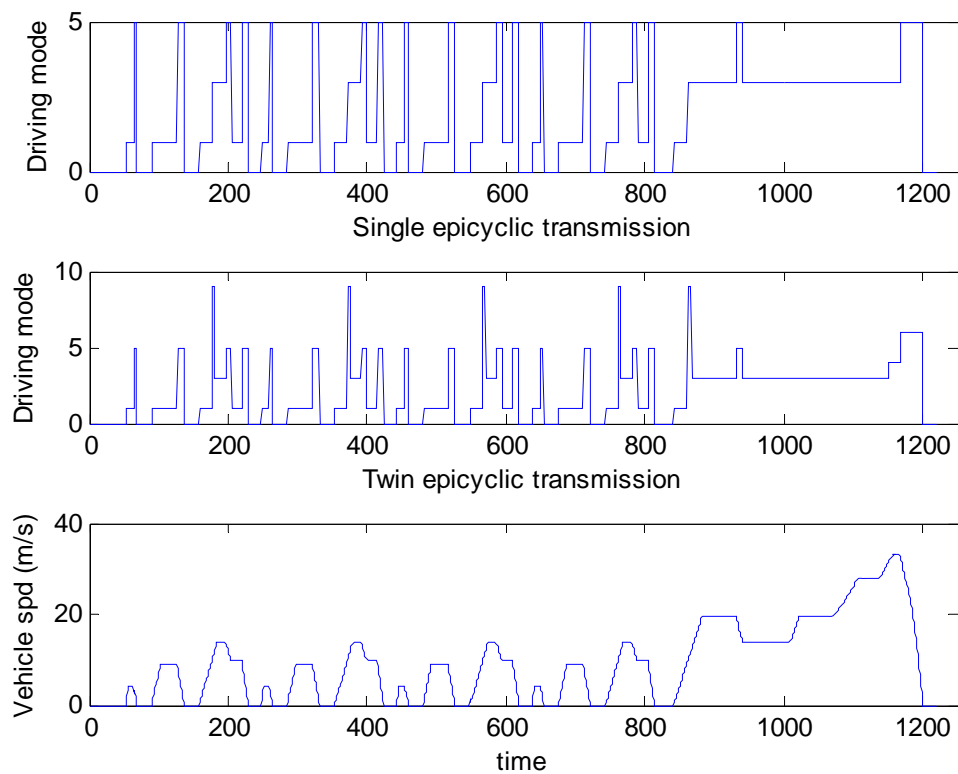 5
Driving mode
0
0 200 400 600 800 1000 1200
Single epicyclic transmission
10
Driving mode
5
0
0 200 400 600 800 1000 1200
Twin epicyclic transmission
40
Vehicle spd (m/s)
20
0
0 200 400 600 800 1000 1200
time